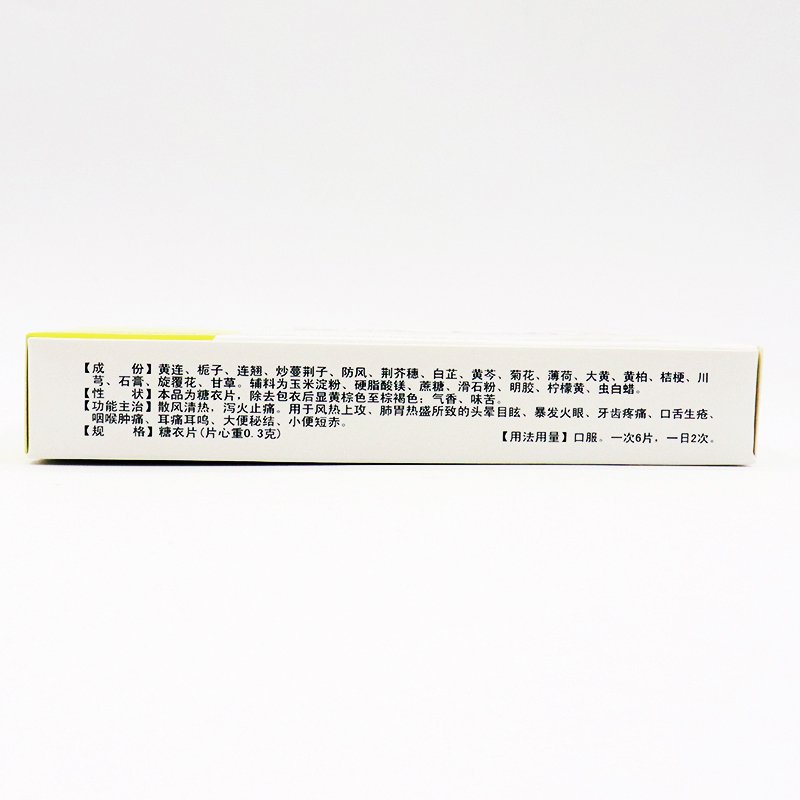 【成　份】黄连、栀子、连翘、炒蔓荆子、防风、荆芥穗、白芷、黄芩、菊花、薄荷、大黄、黄柏、桔梗、川
芎、石膏、旋覆花、甘草。辅料为玉米淀粉、硬脂酸镁、蔗糖、滑石粉、明胶、柠檬黄、虫白蜡。
【性　状】本品为糖衣片，除去包衣后显黄棕色至棕褐色；气香、味苦。
【功能主治】散风清热，泻火止痛。用于风热上攻、肺胃热盛所致的头晕目眩、暴发火眼、牙齿疼痛、口舌生疮、
咽喉肿痛、耳痛耳鸣、大便秘结、小便短赤。
【规　格】糖衣片(片心重0.3克)　【用法用量】口服。一次6片，一日2次。